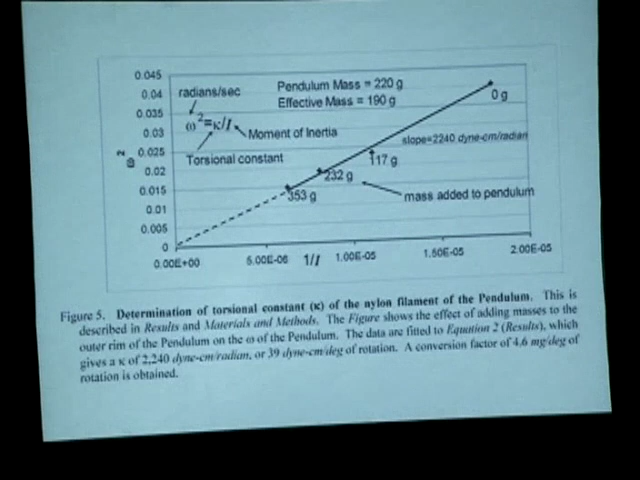 0.045
0.04
0.035
0.03
0.025
0.02
0.015
0.01
0.005
0
ω 2
radians/sec
ω²=κ/I
Moment of Inertia
Torsional constant
Pendulum Mass = 220 g
Effective Mass = 190 g
0 g
slope=2240 dyne-cm/radian
117 g
232 g
353 g
mass added to pendulum
0.00E+00
5.00E-06
1/I
1.00E-05
1.50E-05
2.00E-05
Figure 5. Determination of torsional constant (κ) of the nylon filament of the Pendulum. This is
described in Results and Materials and Methods. The Figure shows the effect of adding masses to the
outer rim of the Pendulum on the ω of the Pendulum. The data are fitted to Equation 2 (Results), which
gives a κ of 2,240 dyne-cm/radian, or 39 dyne-cm/deg of rotation. A conversion factor of 4.6 mg/deg of
rotation is obtained.